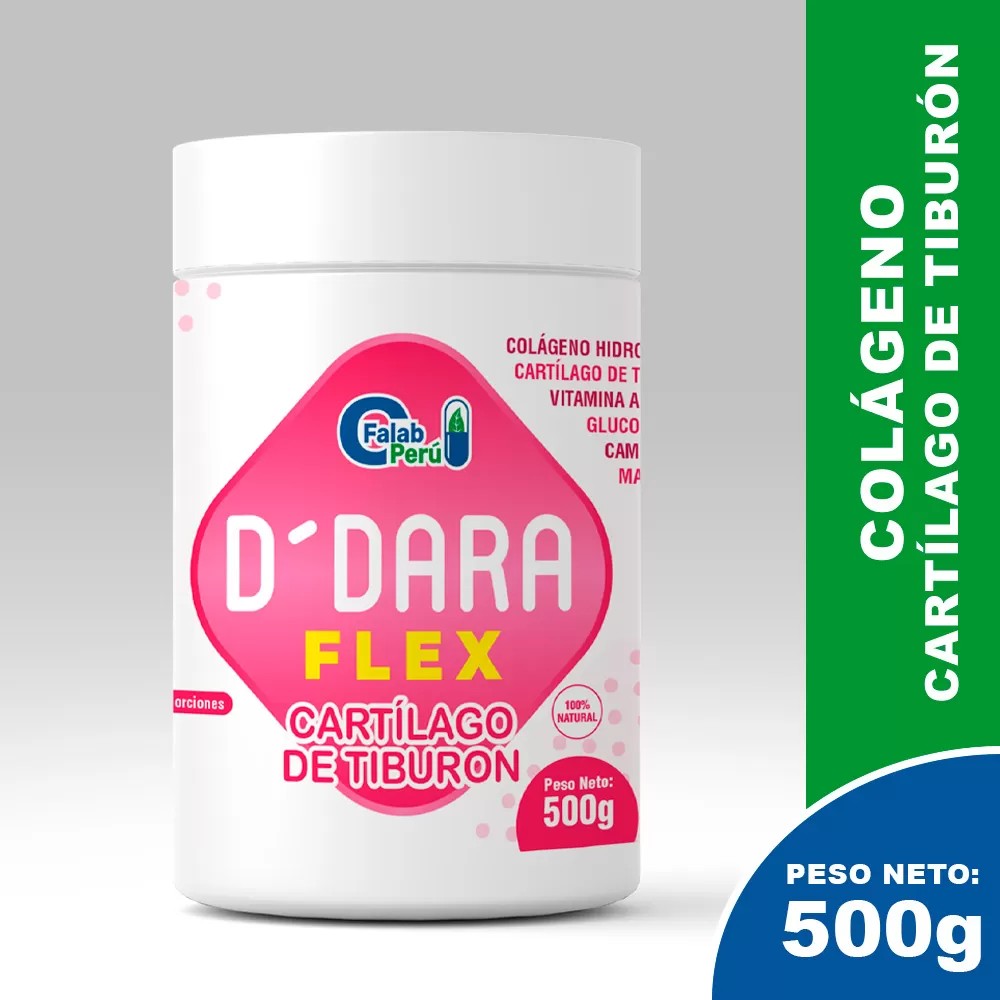 Falab
Perú
COLÁGENO HIDRO
CARTÍLAGO DE T
VITAMINA A
GLUCO
CAM
MA
D´DARA
FLEX
CARTÍLAGO
DE TIBURON
orciones
100%
NATURAL
Peso Neto:
500g
COLÁGENO
CARTÍLAGO DE TIBURÓN
PESO NETO:
500g